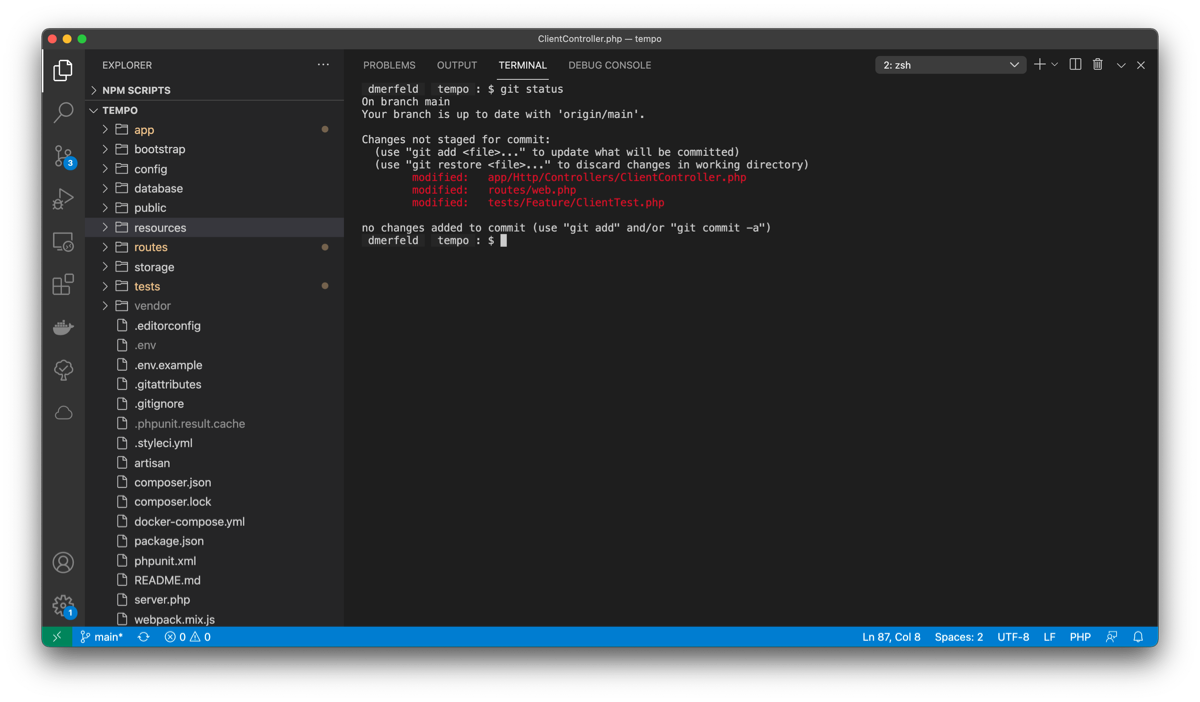 ClientController.php — tempo
EXPLORER
NPM SCRIPTS
TEMPO
app
bootstrap
config
database
public
resources
routes
storage
tests
vendor
.editorconfig
.env
.env.example
.gitattributes
.gitignore
.phpunit.result.cache
.styleci.yml
artisan
composer.json
composer.lock
docker-compose.yml
package.json
phpunit.xml
README.md
server.php
webpack.mix.js
3
1
PROBLEMS OUTPUT TERMINAL DEBUG CONSOLE 2: zsh
dmerfeld tempo : $ git status
On branch main
Your branch is up to date with 'origin/main'.
Changes not staged for commit:
(use "git add <file>..." to update what will be committed)
(use "git restore <file>..." to discard changes in working directory)
modified: app/Http/Controllers/ClientController.php
modified: routes/web.php
modified: tests/Feature/ClientTest.php
no changes added to commit (use "git add" and/or "git commit -a")
dmerfeld tempo : $
main* 0 0 Ln 87, Col 8 Spaces: 2 UTF-8 LF PHP